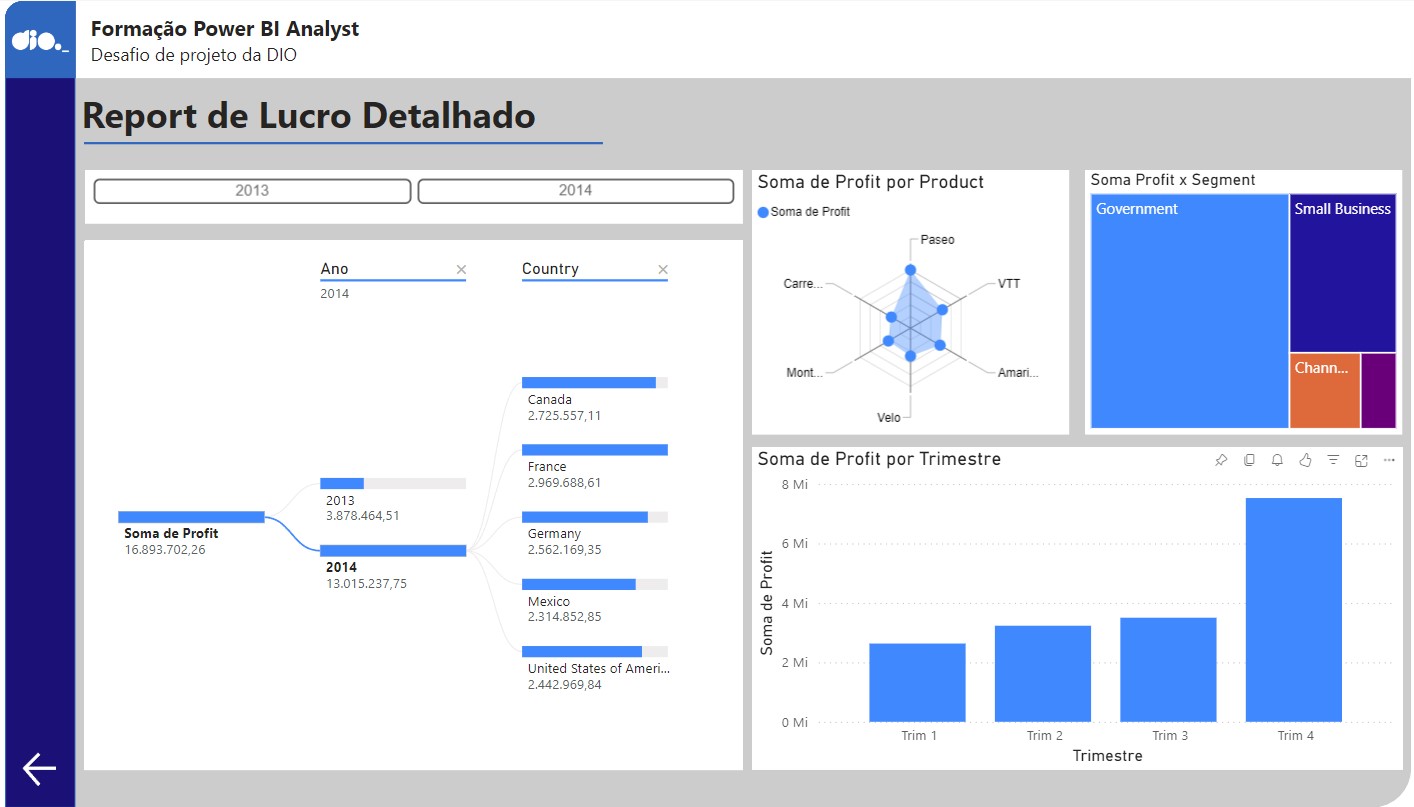 dio._
Formação Power BI Analyst
Desafio de projeto da DIO
Report de Lucro Detalhado
2013
2014
Ano
2014
Country
Canada
2.725.557,11
France
2.969.688,61
2013
3.878.464,51
Soma de Profit
16.893.702,26
Germany
2.562.169,35
2014
13.015.237,75
Mexico
2.314.852,85
United States of Ameri...
2.442.969,84
Soma de Profit por Product
Soma de Profit
Paseo
Carre...
VTT
Mont...
Amari...
Velo
Soma Profit x Segment
Government
Small Business
Chann...
Soma de Profit por Trimestre
8 Mi
6 Mi
4 Mi
2 Mi
0 Mi
Soma de Profit
Trim 1
Trim 2
Trim 3
Trim 4
Trimestre